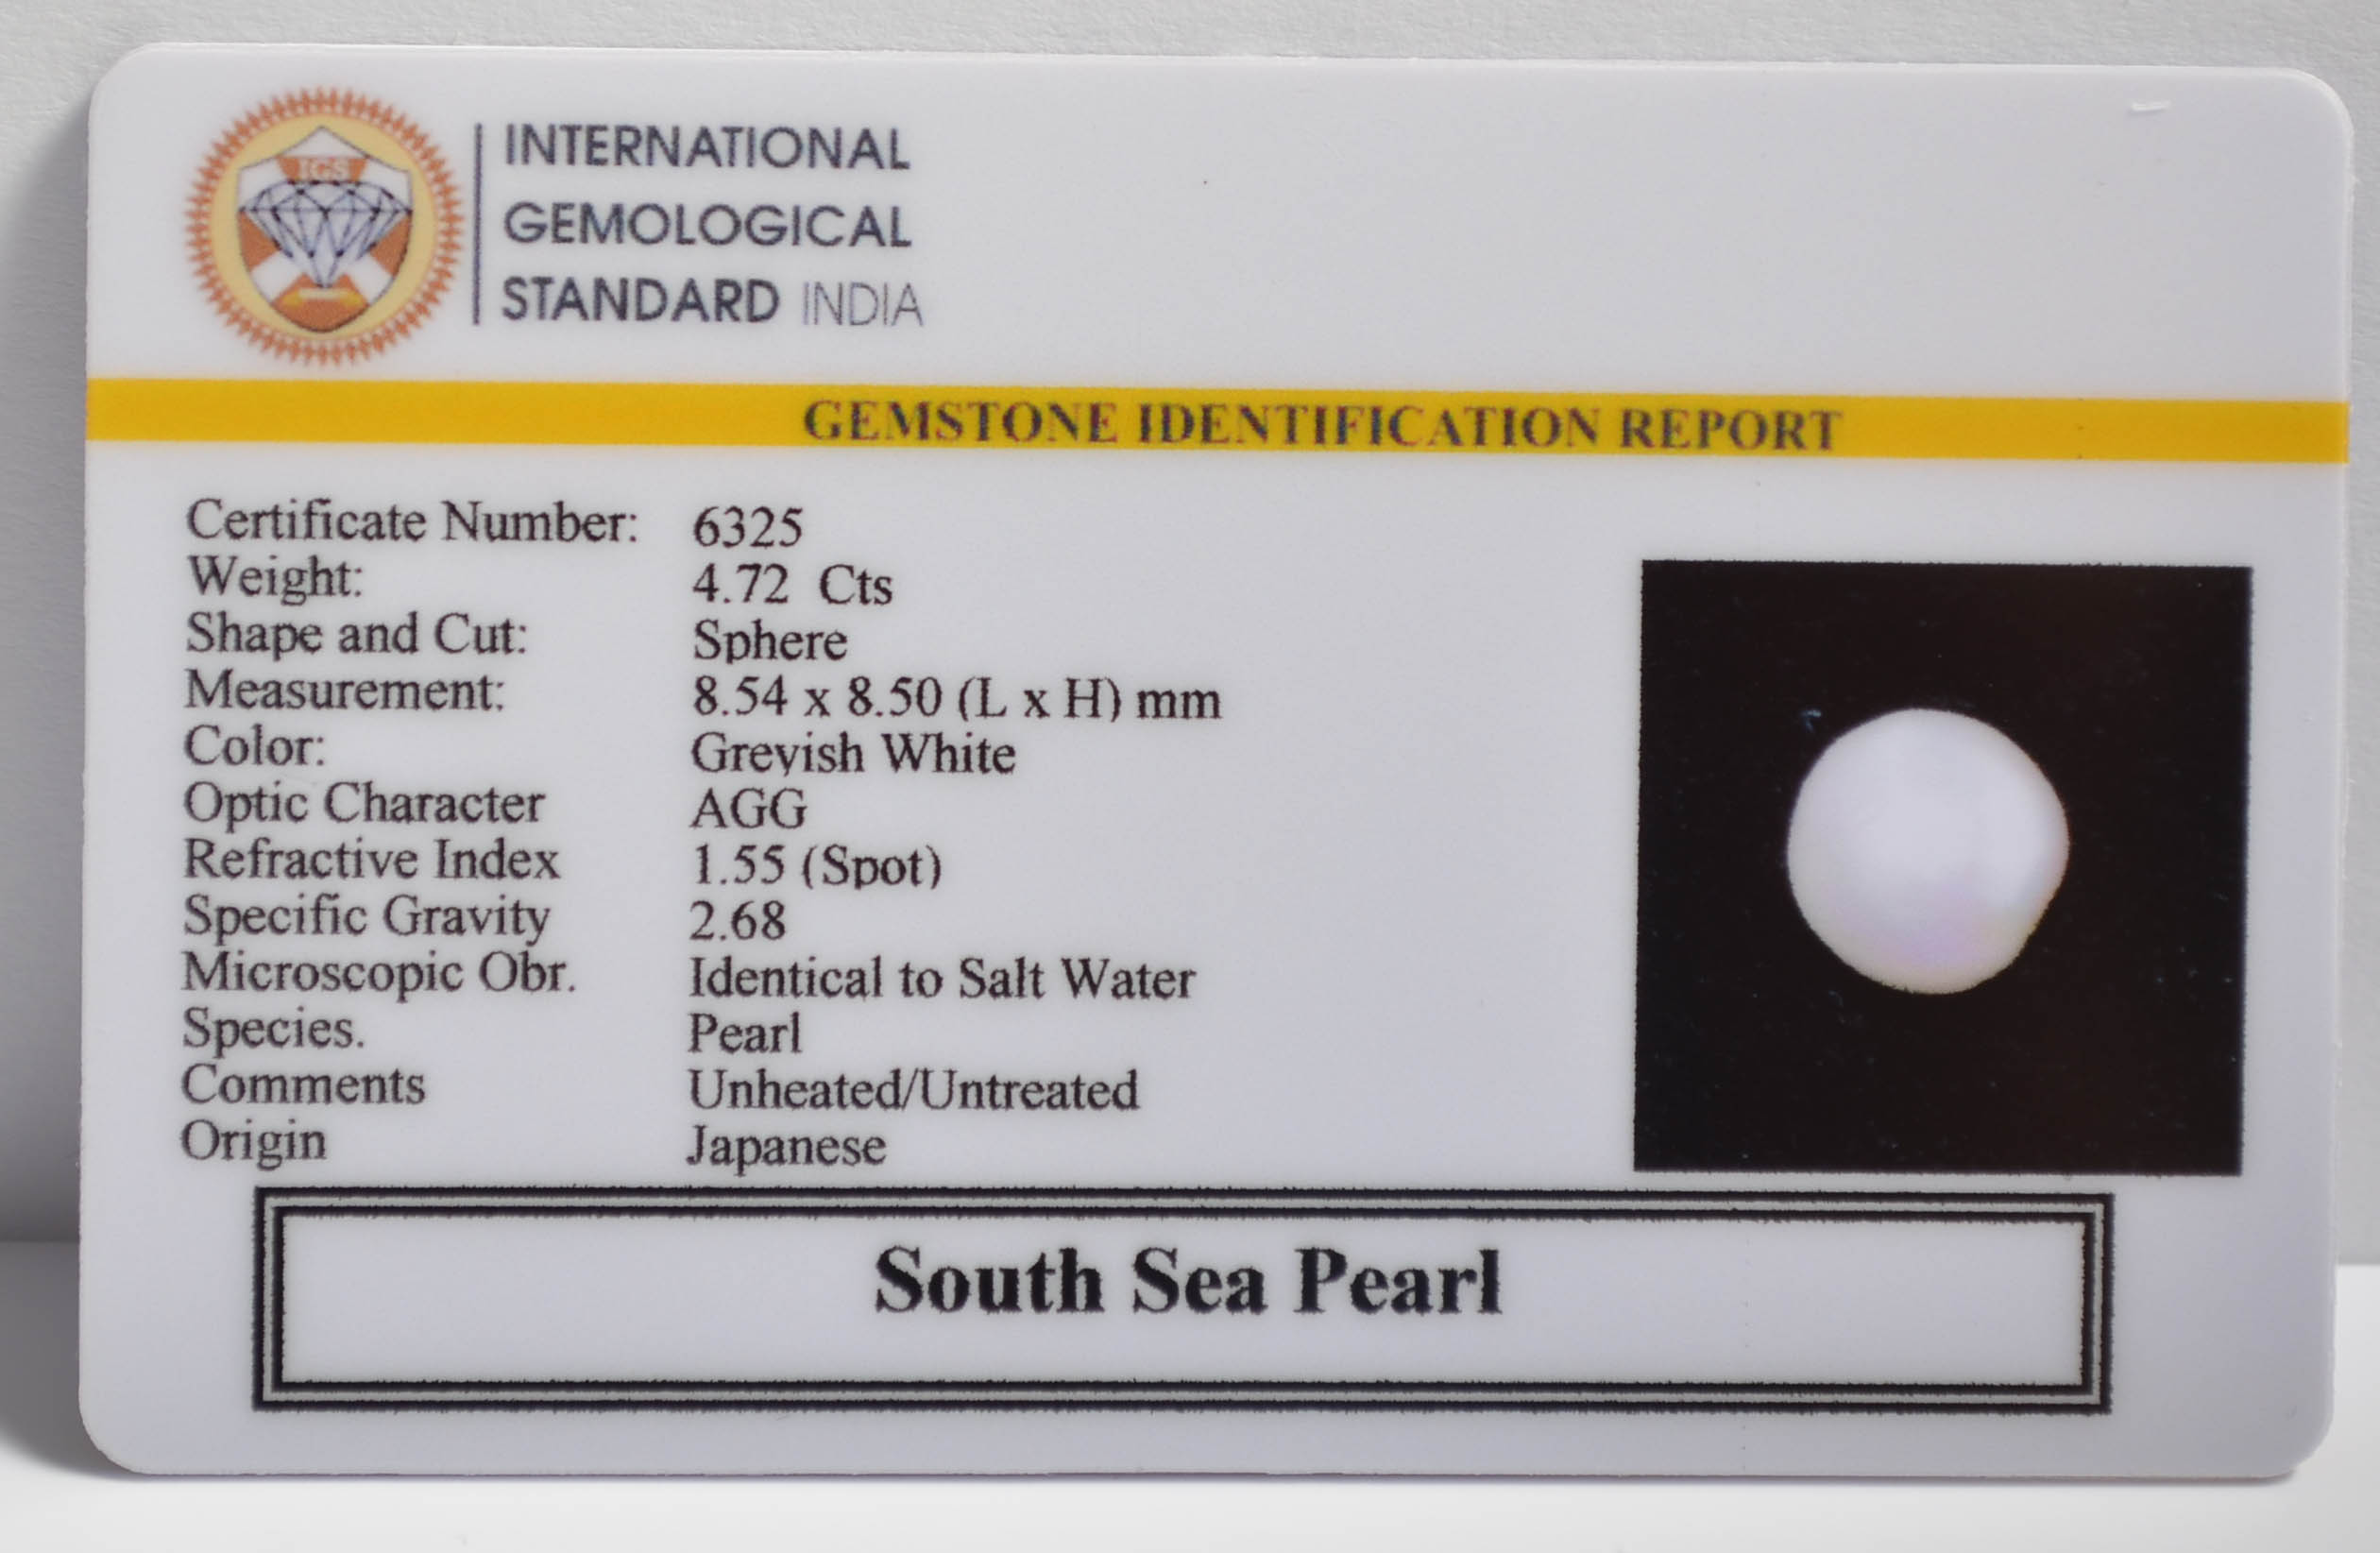 IGS
INTERNATIONAL
GEMOLOGICAL
STANDARD INDIA
GEMSTONE IDENTIFICATION REPORT
Certificate Number: 6325
Weight: 4.72 Cts
Shape and Cut: Sphere
Measurement: 8.54 x 8.50 (L x H) mm
Color: Greyish White
Optic Character AGG
Refractive Index 1.55 (Spot)
Specific Gravity 2.68
Microscopic Obr. Identical to Salt Water
Species. Pearl
Comments Unheated/Untreated
Origin Japanese
South Sea Pearl